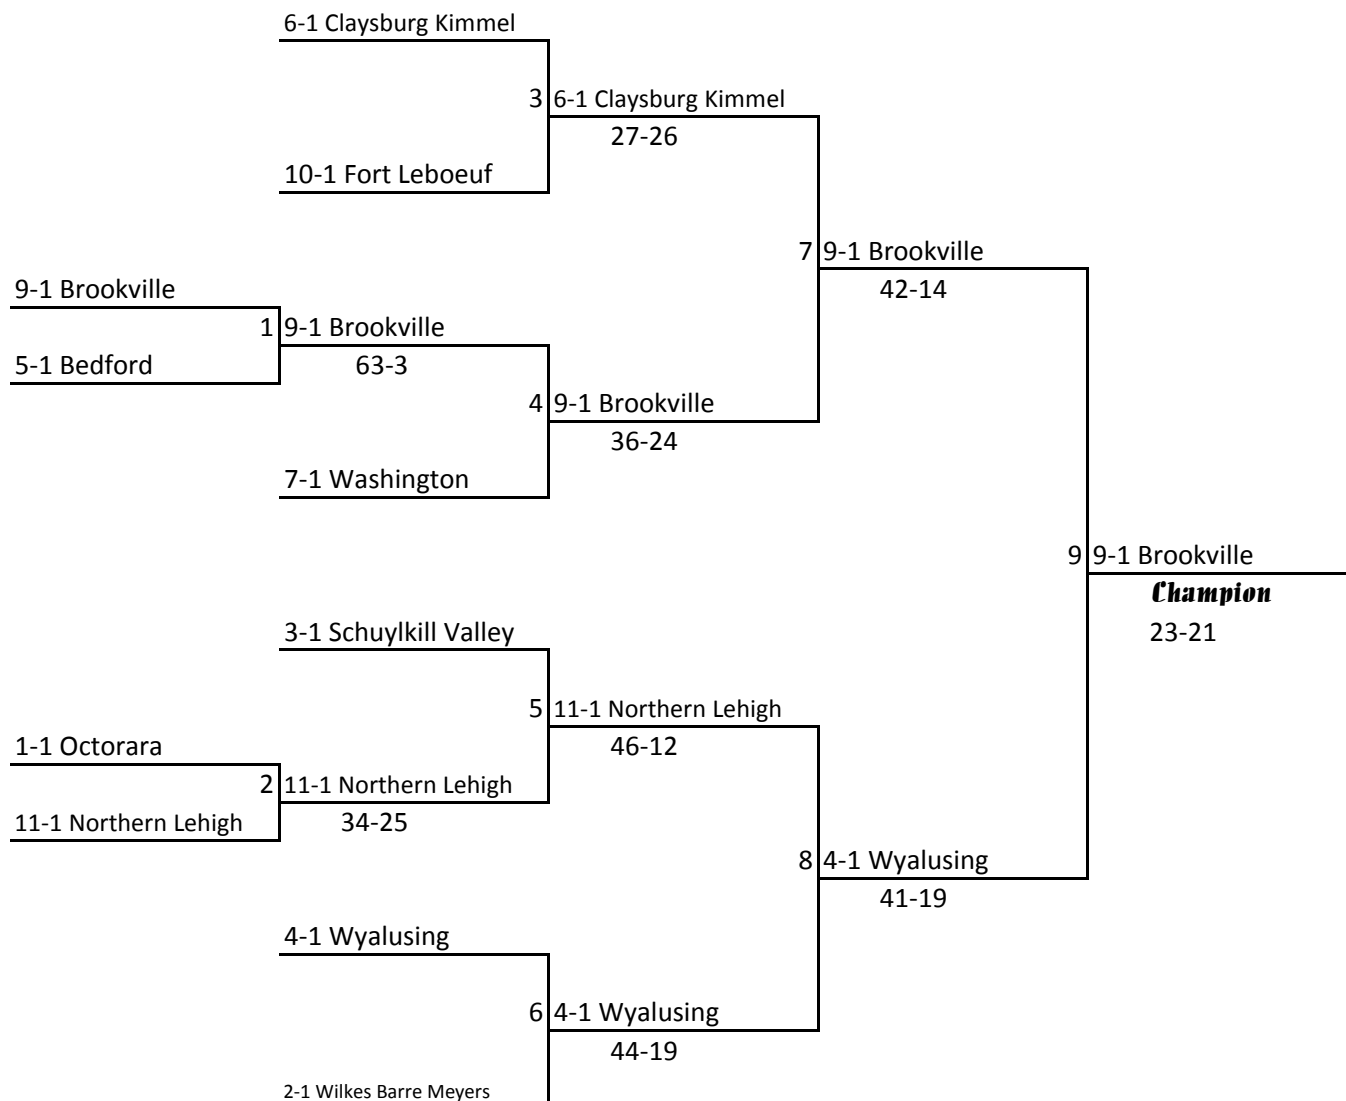 6-1 Claysburg Kimmel
3 6-1 Claysburg Kimmel
27-26
10-1 Fort Leboeuf
7 9-1 Brookville
42-14
9-1 Brookville
1 9-1 Brookville
63-3
5-1 Bedford
4 9-1 Brookville
36-24
7-1 Washington
9 9-1 Brookville
Champion
23-21
3-1 Schuylkill Valley
5 11-1 Northern Lehigh
46-12
1-1 Octorara
2 11-1 Northern Lehigh
34-25
11-1 Northern Lehigh
8 4-1 Wyalusing
41-19
4-1 Wyalusing
6 4-1 Wyalusing
44-19
2-1 Wilkes Barre Meyers